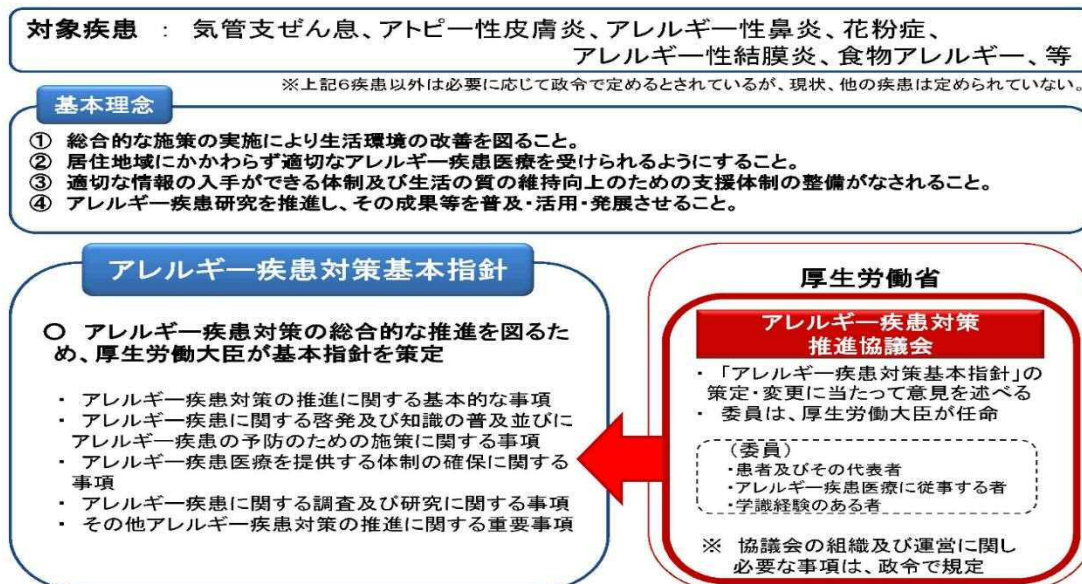 対象疾患 ： 気管支ぜん息、アトピー性皮膚炎、アレルギー性鼻炎、花粉症、
アレルギー性結膜炎、食物アレルギー、等
※上記６疾患以外は必要に応じて政令で定めるとされているが、現状、他の疾患は定められていない。
基本理念
① 総合的な施策の実施により生活環境の改善を図ること。
② 居住地域にかかわらず適切なアレルギー疾患医療を受けられるようにすること。
③ 適切な情報の入手ができる体制及び生活の質の維持向上のための支援体制の整備がなされること。
④ アレルギー疾患研究を推進し、その成果等を普及・活用・発展させること。
アレルギー疾患対策基本指針
○ アレルギー疾患対策の総合的な推進を図るた
め、厚生労働大臣が基本指針を策定
・ アレルギー疾患対策の推進に関する基本的な事項
・ アレルギー疾患に関する啓発及び知識の普及並びに
アレルギー疾患の予防のための施策に関する事項
・アレルギー疾患医療を提供する体制の確保に関する
事項
・ アレルギー疾患に関する調査及び研究に関する事項
・ その他アレルギー疾患対策の推進に関する重要事項
厚生労働省
アレルギー疾患対策
推進協議会
・ 「アレルギー疾患対策基本指針」の
策定・変更に当たって意見を述べる
・ 委員は、厚生労働大臣が任命
（委員）
・患者及びその代表者
・アレルギー疾患医療に従事する者
・学識経験のある者
※ 協議会の組織及び運営に関し
必要な事項は、政令で規定